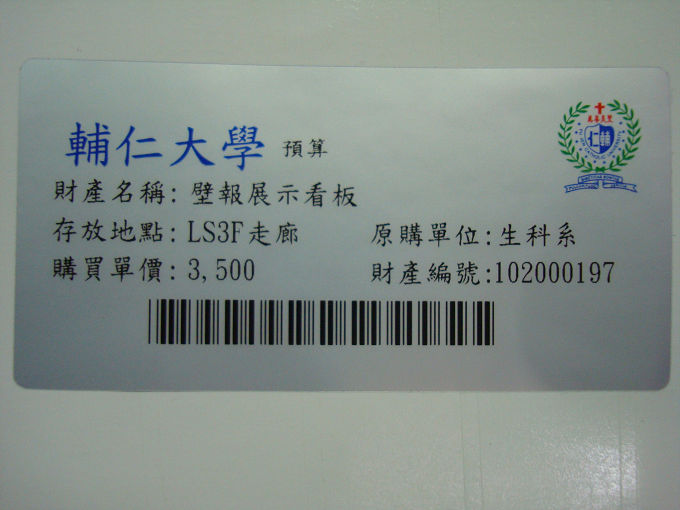 輔仁大學 預算
財產名稱: 壁報展示看板
存放地點: LS3F走廊 原購單位:生科系
購買單價: 3,500 財產編號:102000197
仁輔